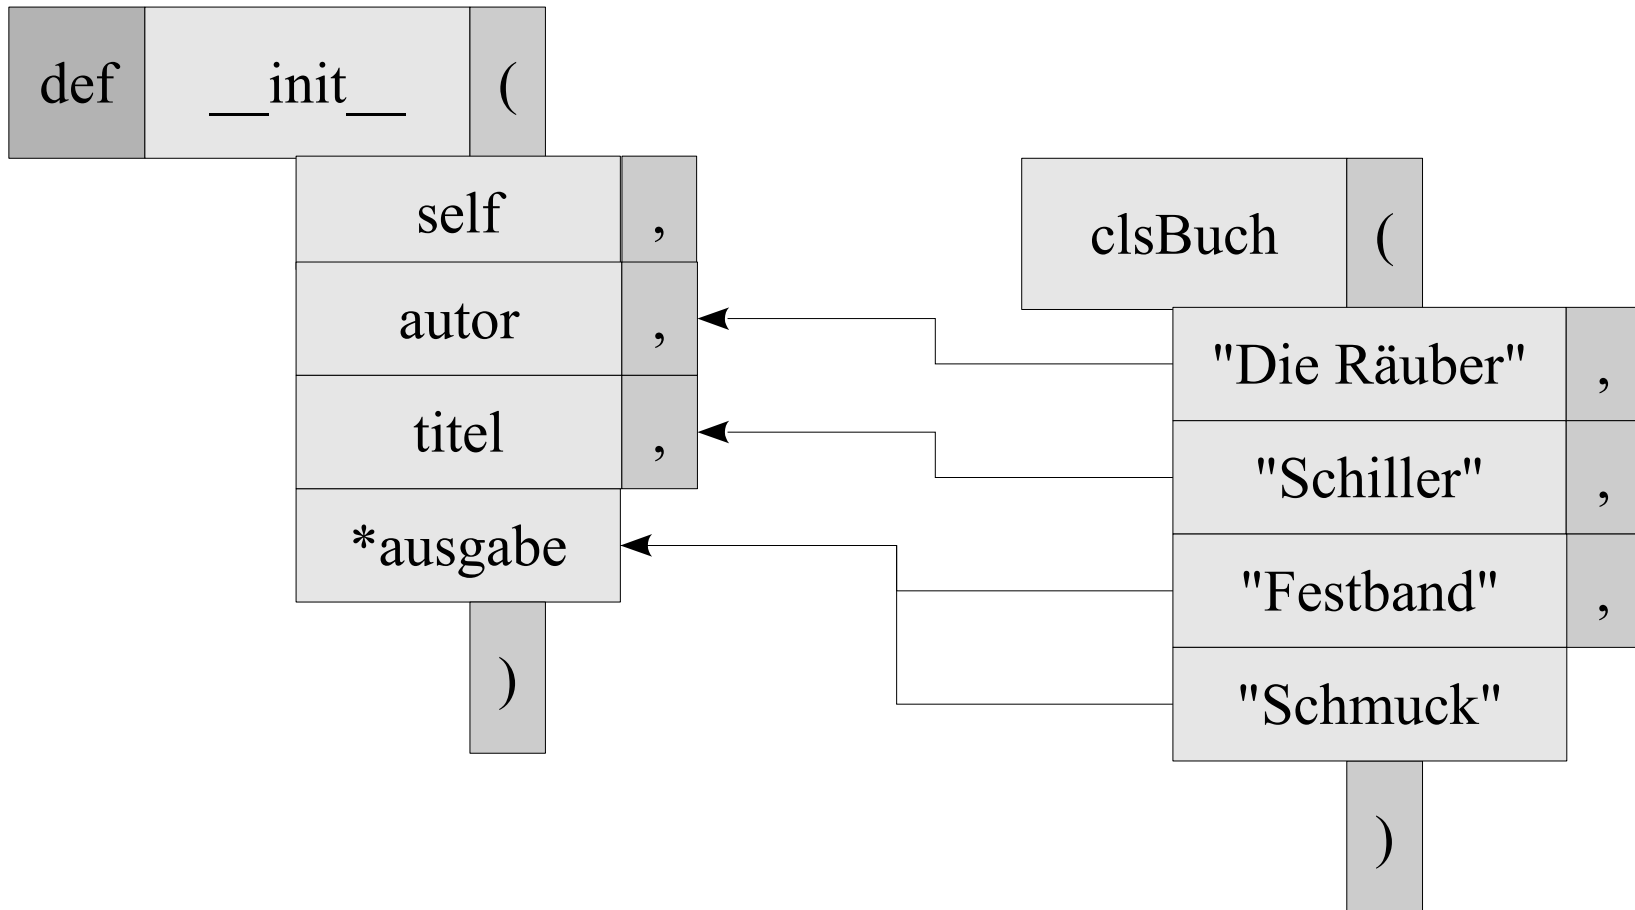 def __init__ (
self ,
autor ,
titel ,
*ausgabe
)
clsBuch (
"Die Räuber" ,
"Schiller" ,
"Festband" ,
"Schmuck"
)